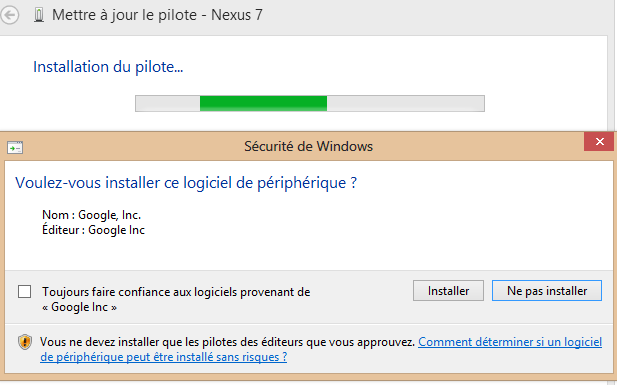 Mettre à jour le pilote - Nexus 7
Installation du pilote...
Sécurité de Windows
Voulez-vous installer ce logiciel de périphérique ?
Nom : Google, Inc.
Éditeur : Google Inc
Toujours faire confiance aux logiciels provenant de
« Google Inc »
Installer
Ne pas installer
Vous ne devez installer que les pilotes des éditeurs que vous approuvez. Comment déterminer si un logiciel
de périphérique peut être installé sans risques ?